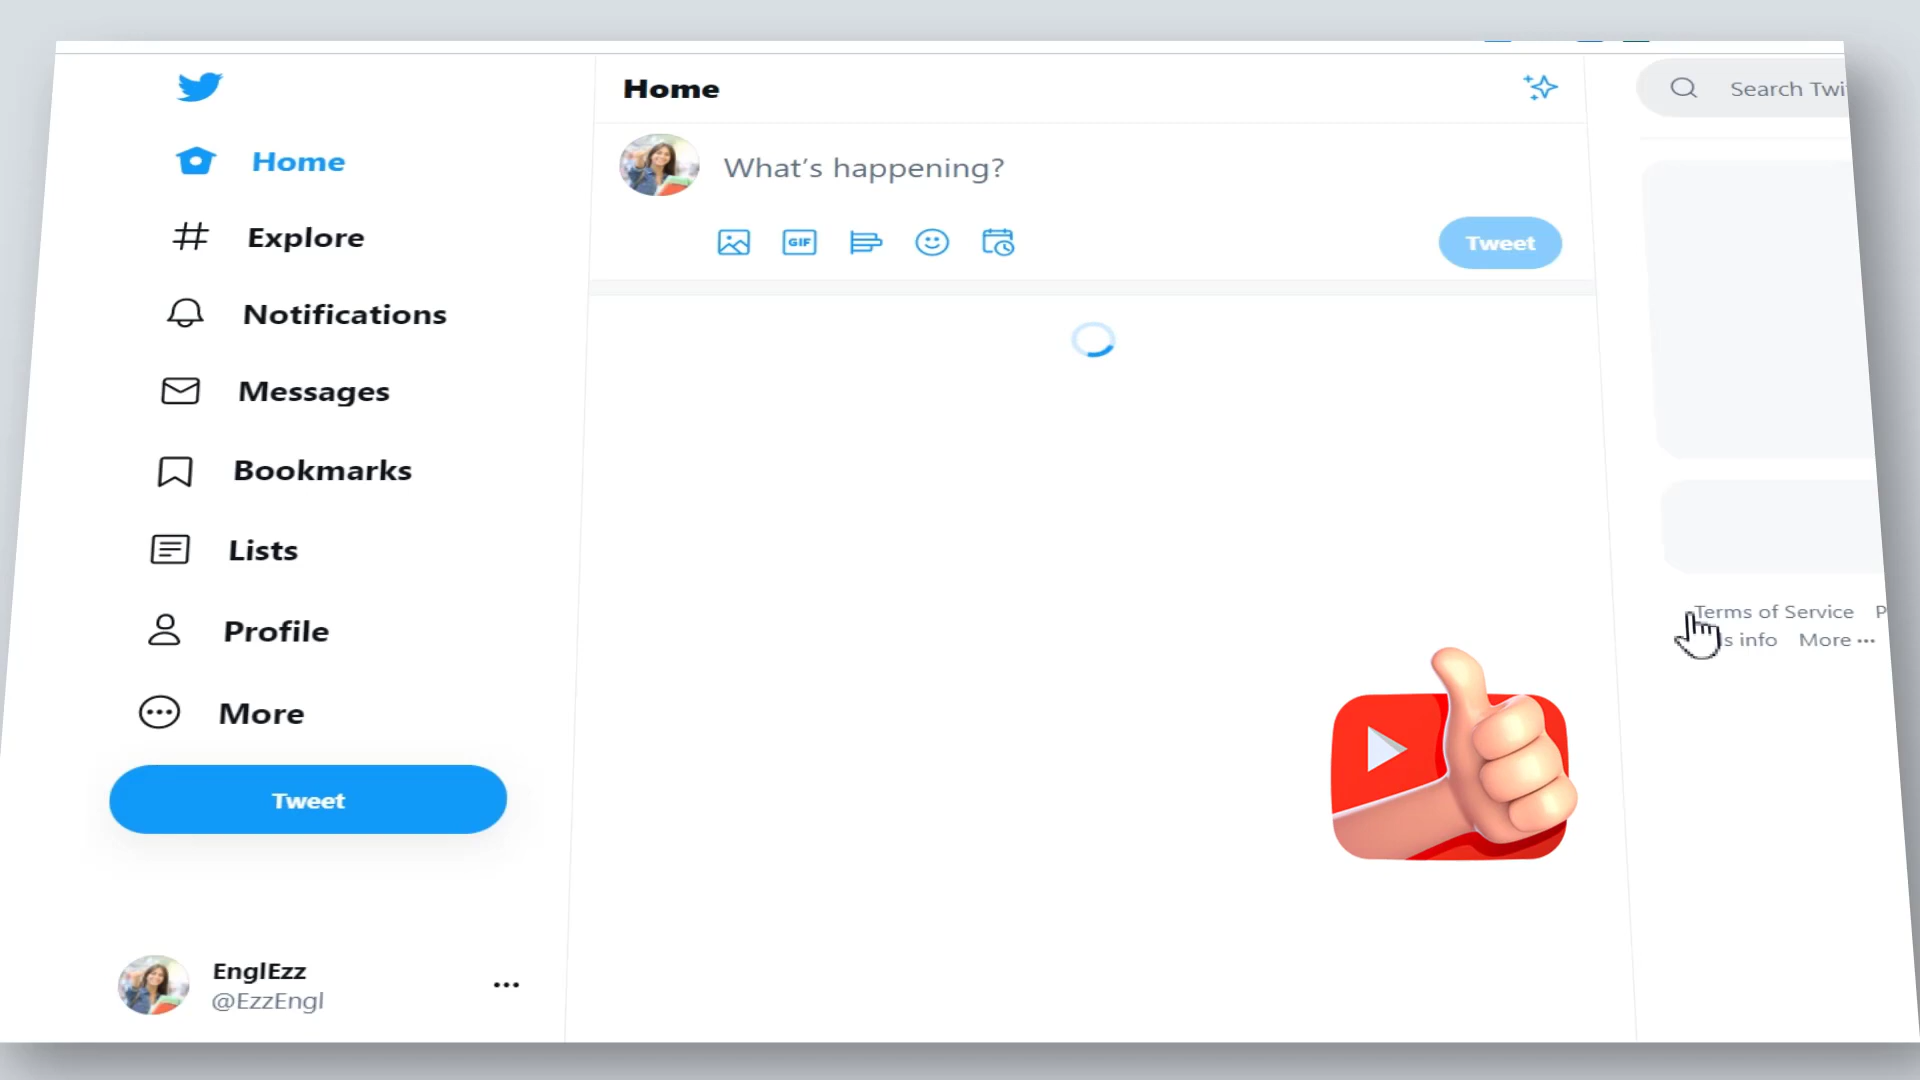 Home
Search
Home
What's happening?
Explore
GIF
Tweet
Notifications
Messages
Bookmarks
Lists
Profile
Terms of Service
info More ...
More
Tweet
EnglEzz
@EzzEngl